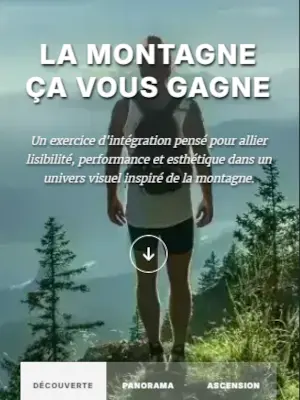 LA MONTAGNE
ÇA VOUS GAGNE
Un exercice d'intégration pensé pour allier
lisibilité, performance et esthétique dans un
univers visuel inspiré de la montagne.
DÉCOUVERTE PANORAMA ASCENSION